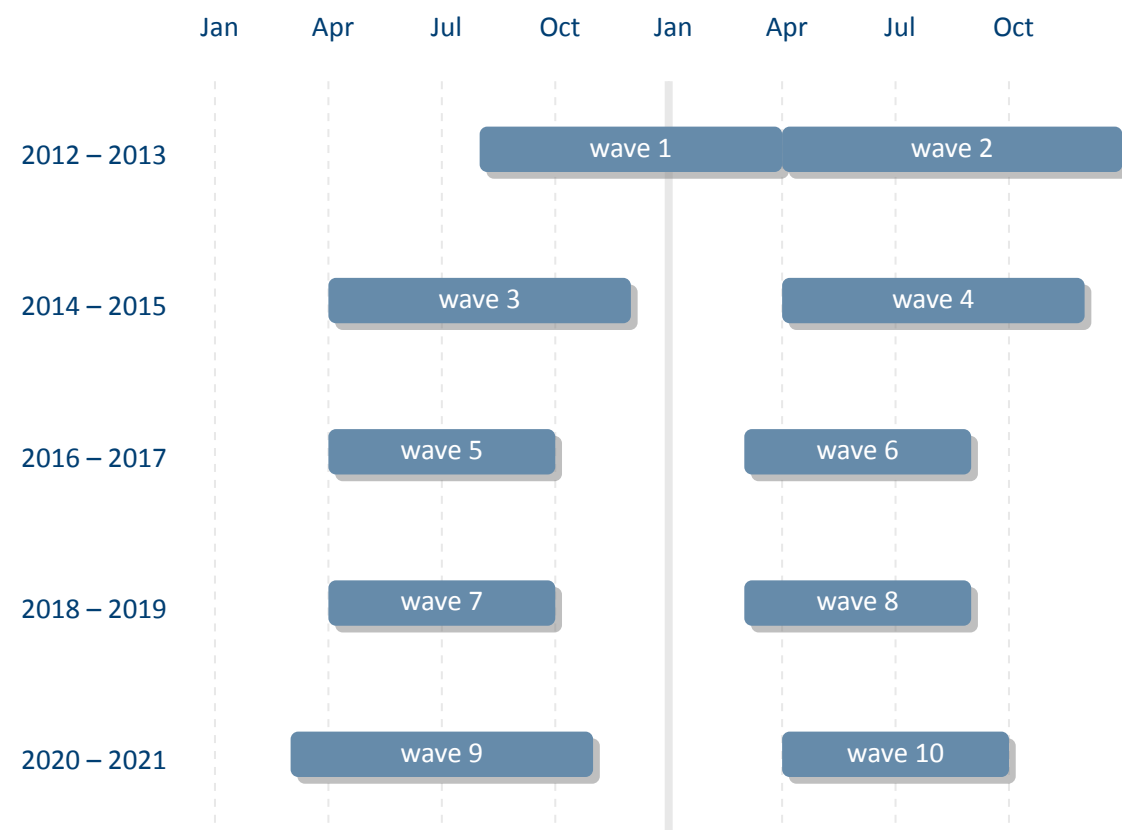 Jan Apr Jul Oct Jan Apr Jul Oct
2012 – 2013 wave 1 wave 2
2014 – 2015 wave 3 wave 4
2016 – 2017 wave 5 wave 6
2018 – 2019 wave 7 wave 8
2020 – 2021 wave 9 wave 10